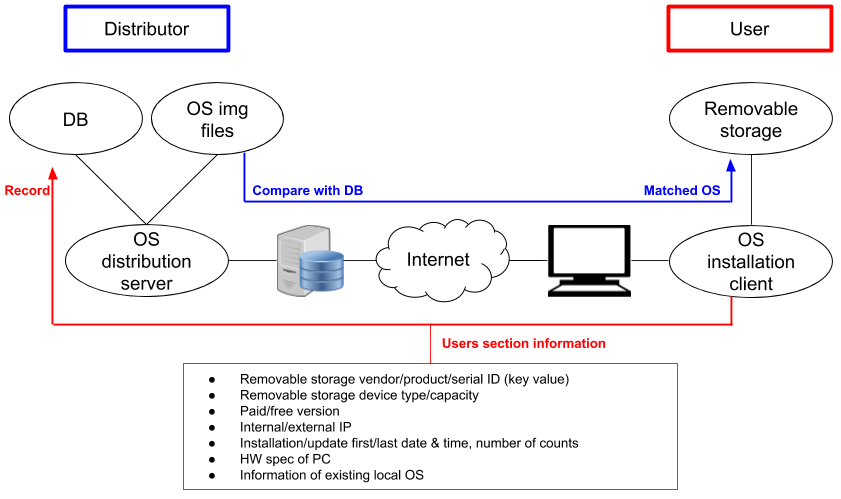 Distributor
User
DB
OS img
files
Removable
storage
Record
Compare with DB
Matched OS
OS
distribution
server
Internet
OS
installation
client
Users section information
● Removable storage vendor/product/serial ID (key value)
● Removable storage device type/capacity
● Paid/free version
● Internal/external IP
● Installation/update first/last date & time, number of counts
● HW spec of PC
● Information of existing local OS